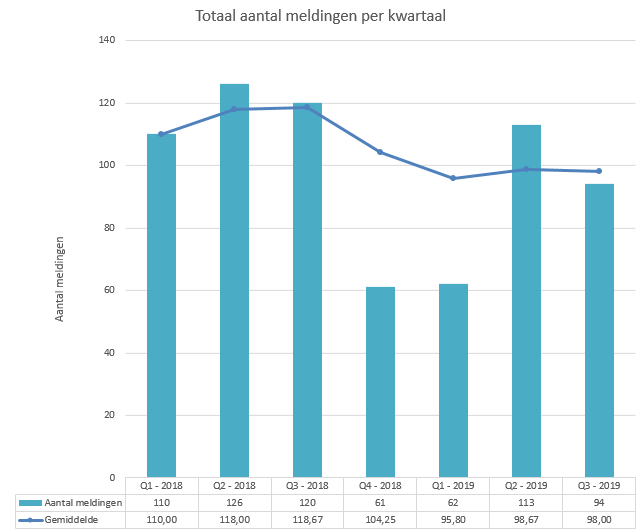 Totaal aantal meldingen per kwartaal
140
120
100
80
60
40
20
0
Aantal meldingen
Q1 - 2018 Q2 - 2018 Q3 - 2018 Q4 - 2018 Q1 - 2019 Q2 - 2019 Q3 - 2019
Aantal meldingen 110 126 120 61 62 113 94
Gemiddelde 110,00 118,00 118,67 104,25 95,80 98,67 98,00